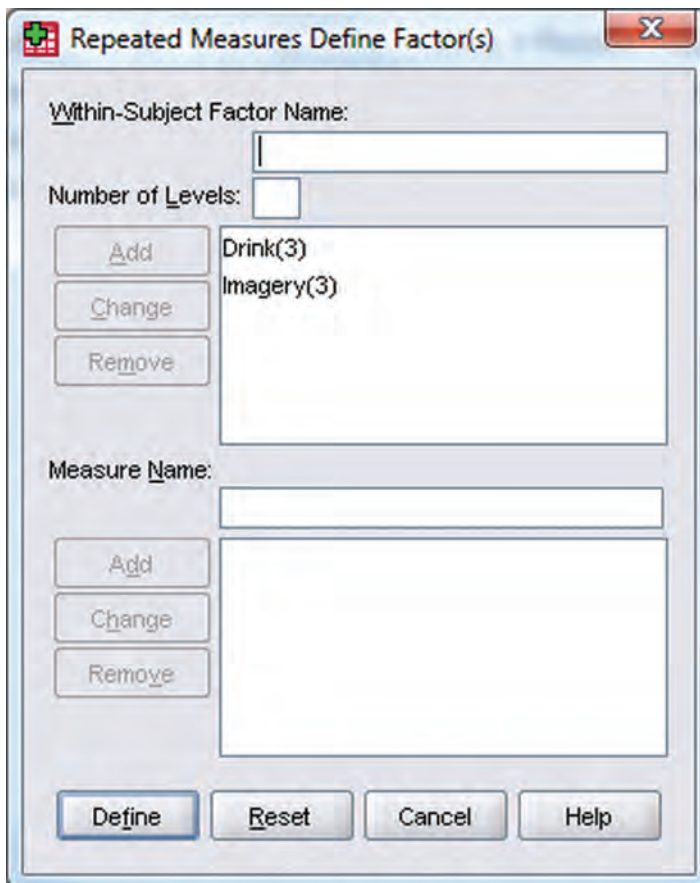 Repeated Measures Define Factor(s)
Within-Subject Factor Name:
Number of Levels:
Add
Drink(3)
Change
Imagery(3)
Remove
Measure Name:
Add
Change
Remove
Define Reset Cancel Help